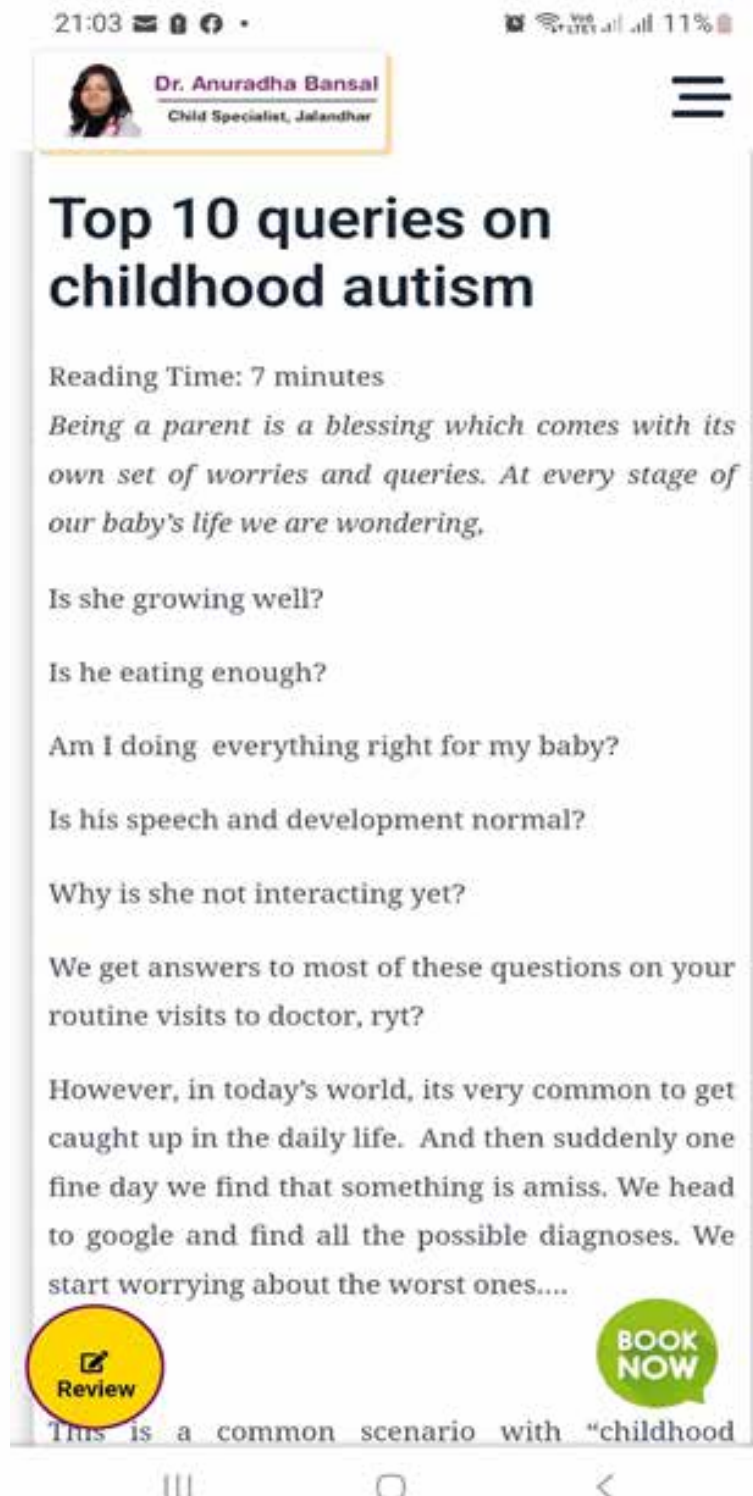 21:03
11%
Dr. Anuradha Bansal
Child Specialist, Jalandhar
Top 10 queries on
childhood autism
Reading Time: 7 minutes
Being a parent is a blessing which comes with its
own set of worries and queries. At every stage of
our baby's life we are wondering,
Is she growing well?
Is he eating enough?
Am I doing  everything right for my baby?
Is his speech and development normal?
Why is she not interacting yet?
We get answers to most of these questions on your
routine visits to doctor, ryt?
However, in today's world, its very common to get
caught up in the daily life.  And then suddenly one
fine day we find that something is amiss. We head
to google and find all the possible diagnoses. We
start worrying about the worst ones....
BOOK
NOW
Review
This is a common scenario with “childhood